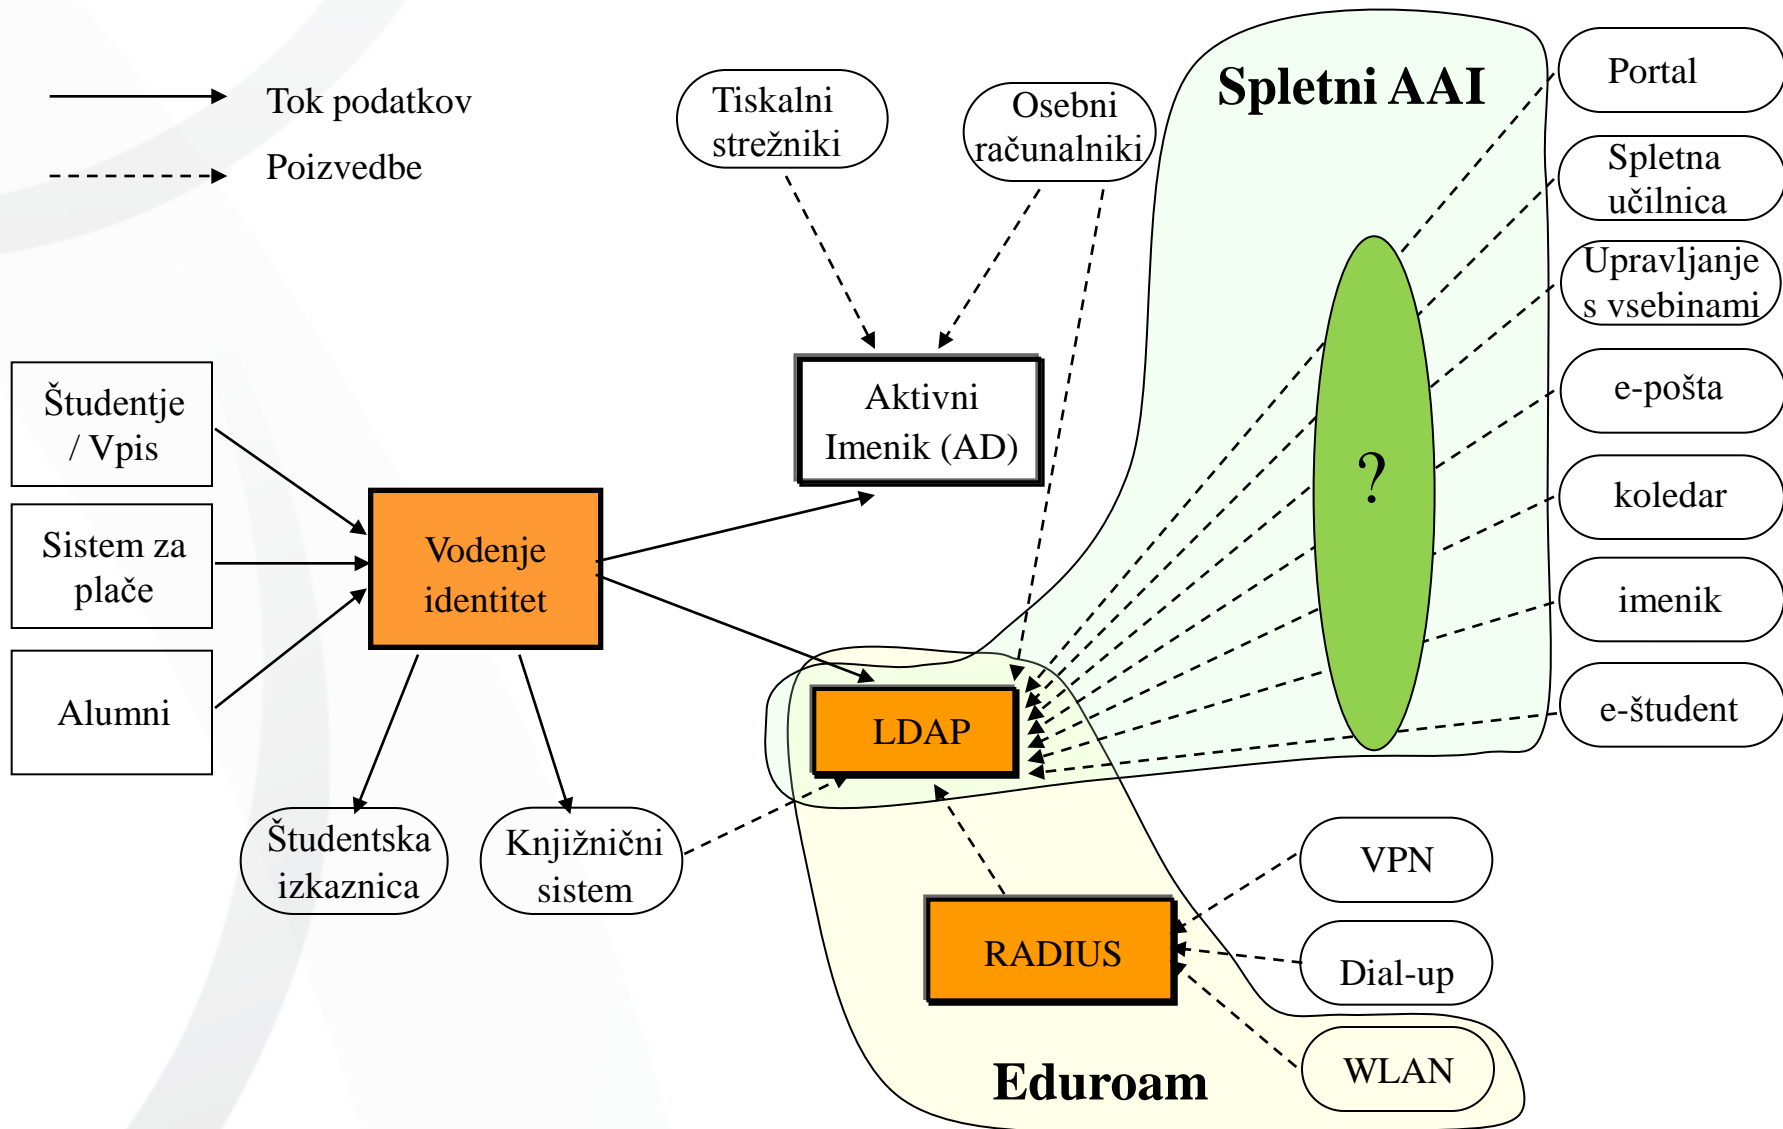 Tok podatkov
Poizvedbe
Tiskalni
strežniki
Osebni
računalniki
Spletni AAI
Portal
Spletna
učilnica
Upravljanje
s vsebinami
e-pošta
koledar
imenik
e-študent
?
Aktivni
Imenik (AD)
Študentje
/ Vpis
Sistem za
plače
Alumni
Vodenje
identitet
LDAP
Študentska
izkaznica
Knjižnični
sistem
RADIUS
VPN
Dial-up
WLAN
Eduroam